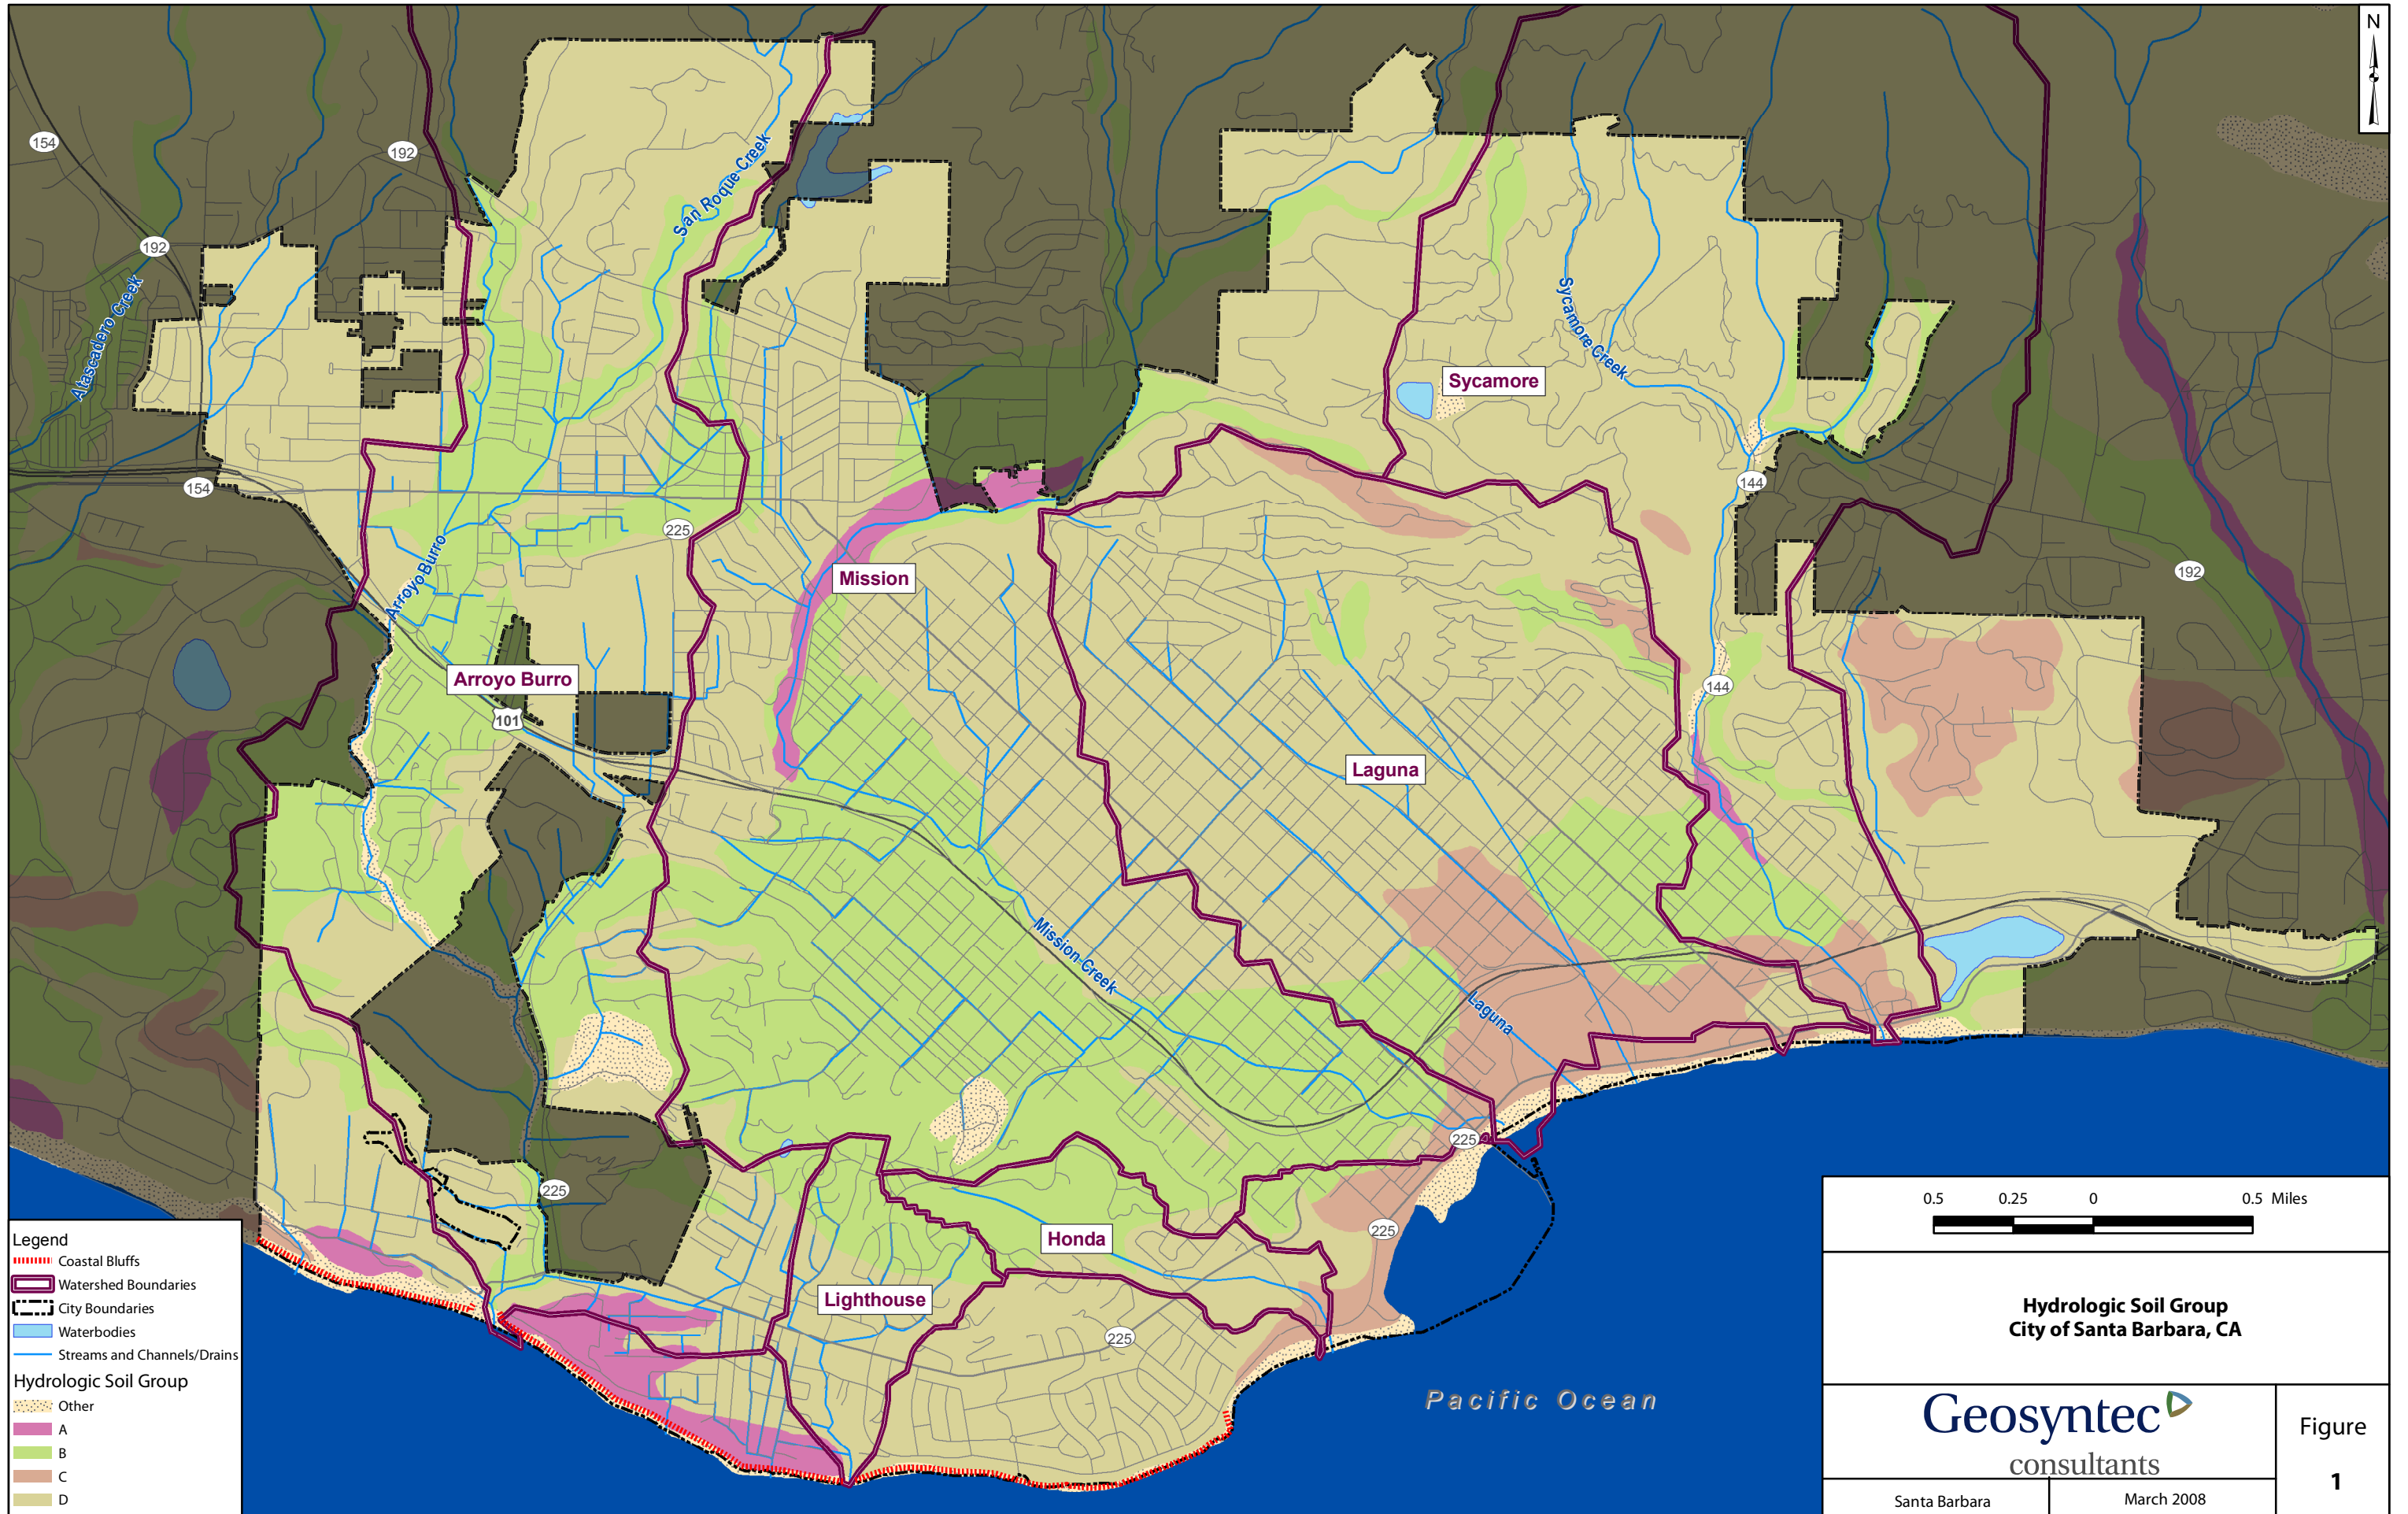 N
154
192
192
San Roque Creek
Atascadero Creek
Sycamore Creek
Sycamore
154
144
225
Arroyo Burro
Mission
192
Arroyo Burro
144
101
Laguna
Mission Creek
Laguna
225
225
225
Honda
Lighthouse
225
Pacific Ocean
Legend
Coastal Bluffs
Watershed Boundaries
City Boundaries
Waterbodies
Streams and Channels/Drains
Hydrologic Soil Group
Other
A
B
C
D
0.5 0.25 0 0.5 Miles
Hydrologic Soil Group
City of Santa Barbara, CA
Geosyntec
consultants
Figure
1
Santa Barbara
March 2008